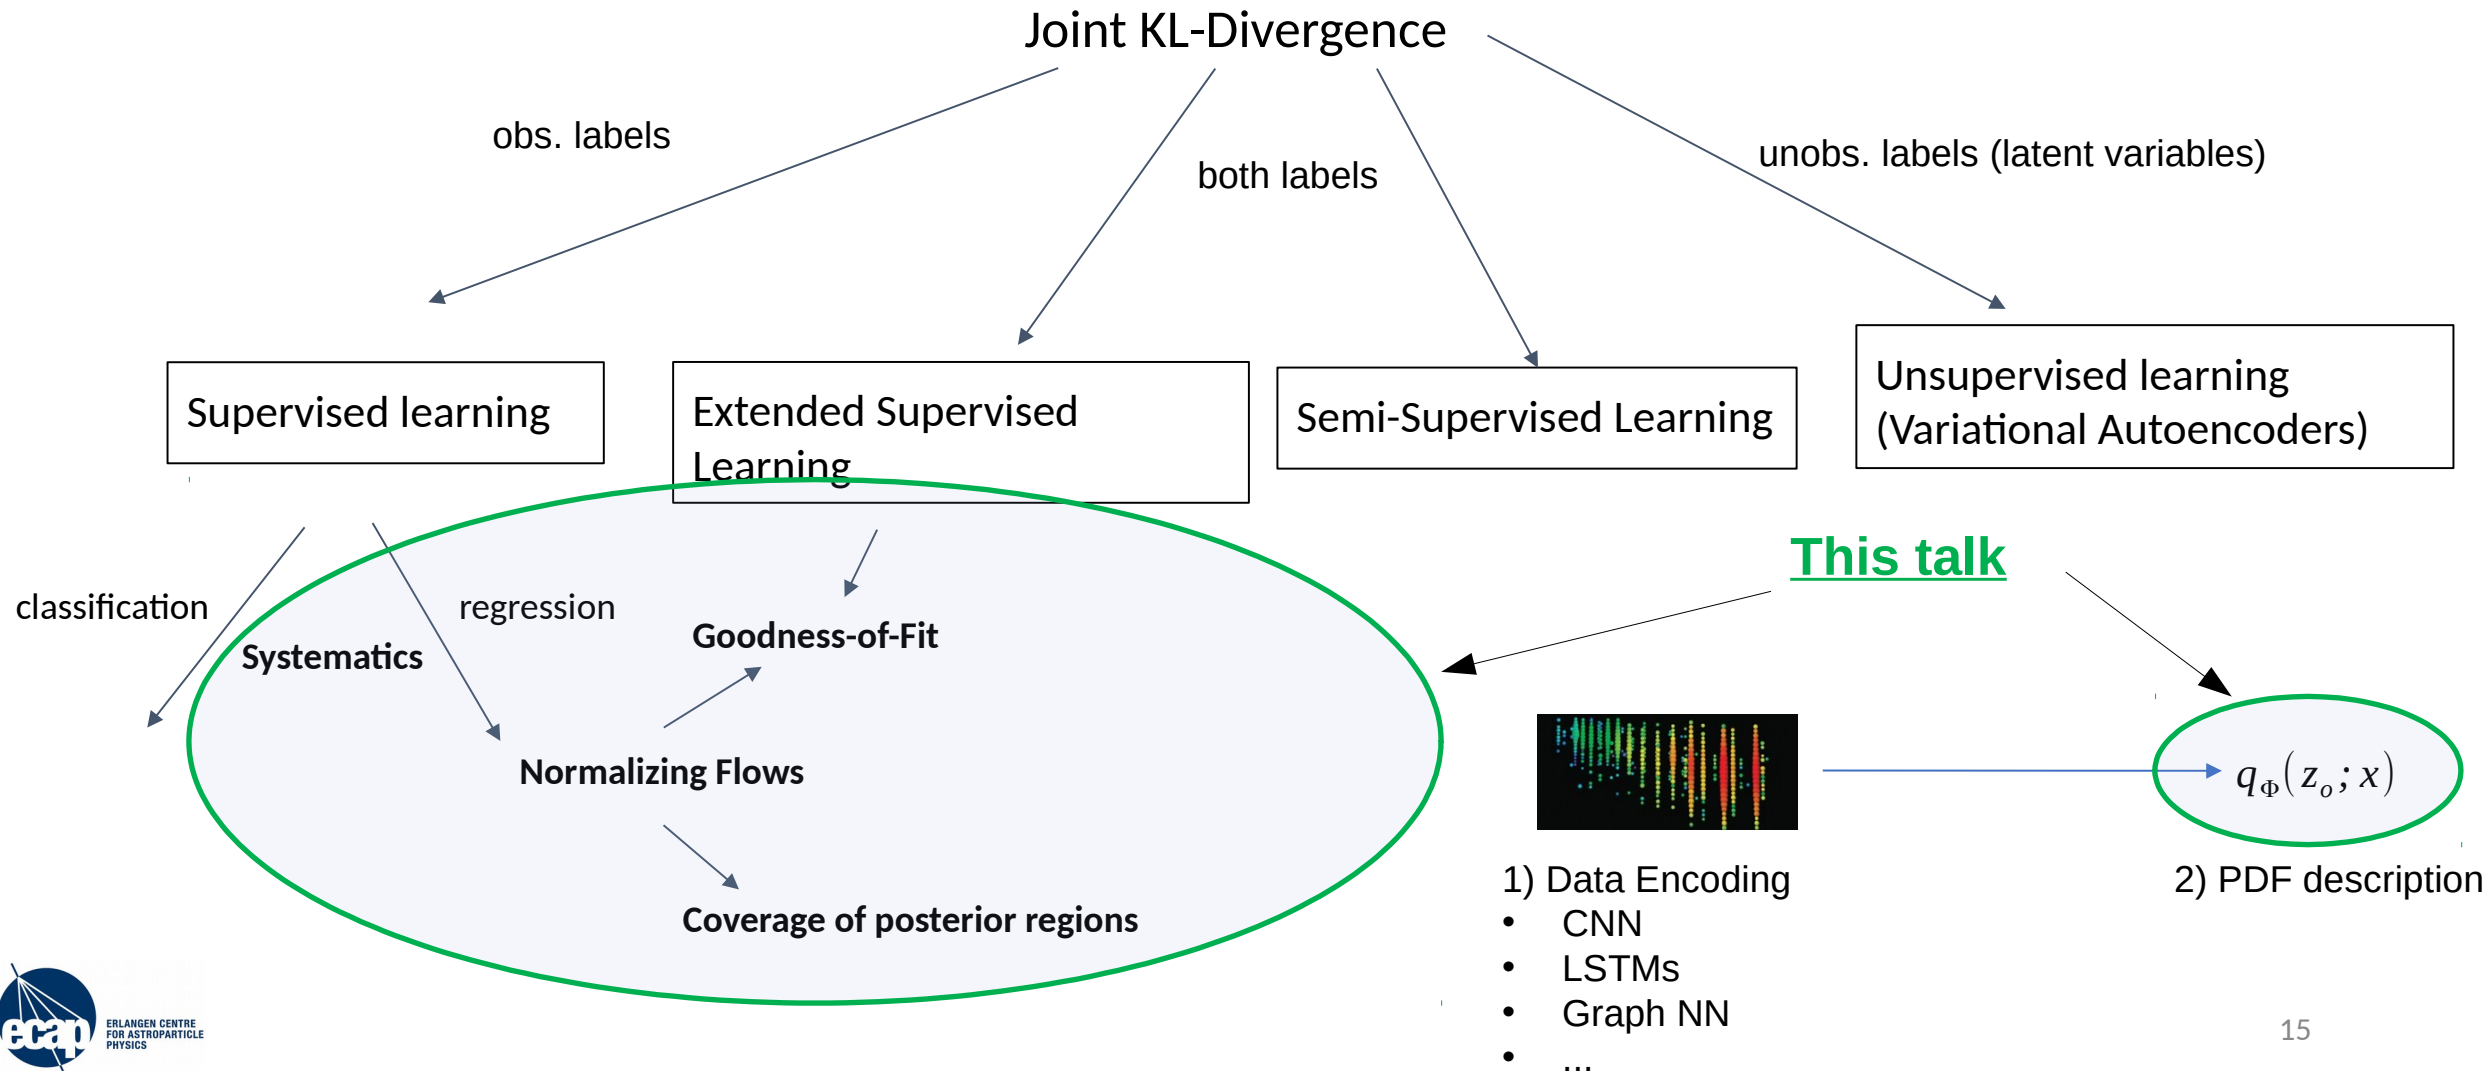 Joint KL-Divergence
obs. labels
both labels
unobs. labels (latent variables)
Supervised learning
Extended Supervised
Learning
Semi-Supervised Learning
Unsupervised learning
(Variational Autoencoders)
This talk
classification
regression
Systematics
Goodness-of-Fit
Normalizing Flows
Coverage of posterior regions
q_Φ(z_o; x)
1) Data Encoding
• CNN
• LSTMs
• Graph NN
• ...
2) PDF description
ecap
ERLANGEN CENTRE
FOR ASTROPARTICLE
PHYSICS
15